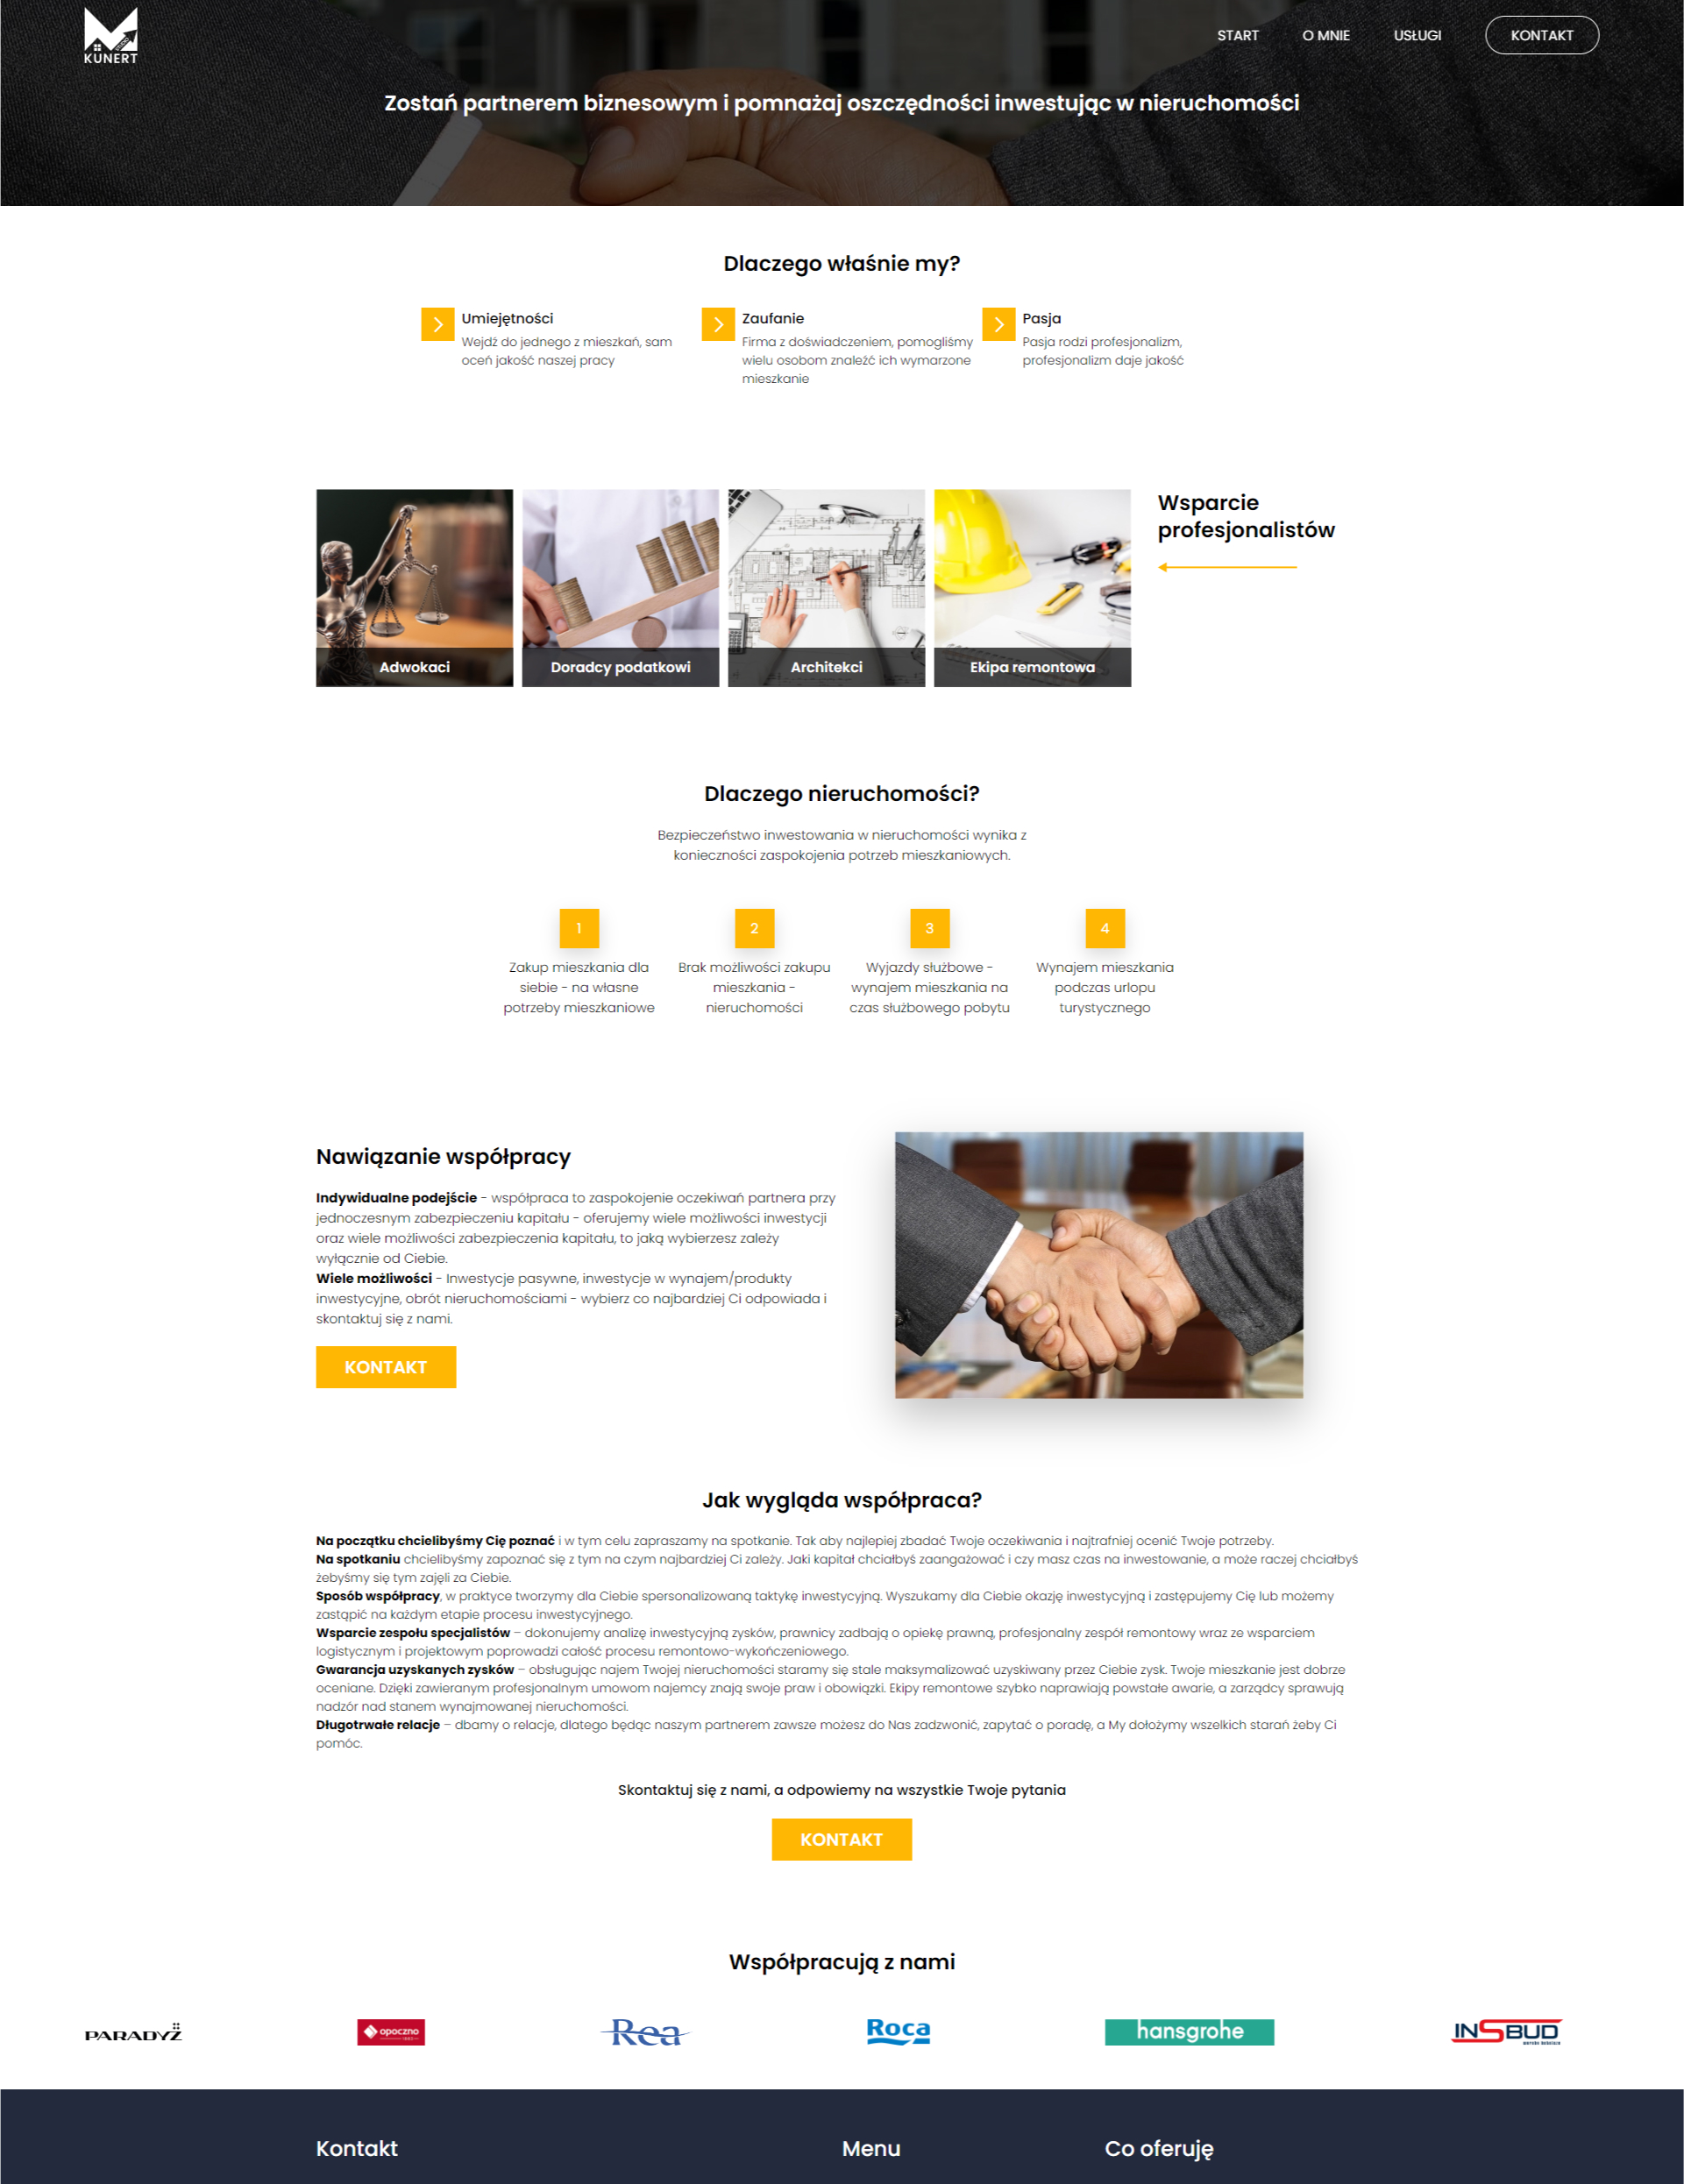 KUNERT
START
O MNIE
USŁUGI
KONTAKT
Zostań partnerem biznesowym i pomnażaj oszczędności inwestując w nieruchomości
Dlaczego właśnie my?
Umiejętności
Wejdź do jednego z mieszkań, sam
oceń jakość naszej pracy
Zaufanie
Firma z doświadczeniem, pomogliśmy
wielu osobom znaleźć ich wymarzone
mieszkanie
Pasja
Pasja rodzi profesjonalizm,
profesjonalizm daje jakość
Adwokaci
Doradcy podatkowi
Architekci
Ekipa remontowa
Wsparcie
profesjonalistów
Dlaczego nieruchomości?
Bezpieczeństwo inwestowania w nieruchomości wynika z
konieczności zaspokojenia potrzeb mieszkaniowych.
1
Zakup mieszkania dla
siebie - na własne
potrzeby mieszkaniowe
2
Brak możliwości zakupu
mieszkania -
nieruchomości
3
Wyjazdy służbowe -
wynajem mieszkania na
czas służbowego pobytu
4
Wynajem mieszkania
podczas urlopu
turystycznego
Nawiązanie współpracy
Indywidualne podejście - współpraca to zaspokojenie oczekiwań partnera przy
jednoczesnym zabezpieczeniu kapitału - oferujemy wiele możliwości inwestycji
oraz wiele możliwości zabezpieczenia kapitału, to jaką wybierzesz zależy
wyłącznie od Ciebie.
Wiele możliwości - Inwestycje pasywne, inwestycje w wynajem/produkty
inwestycyjne, obrót nieruchomościami - wybierz co najbardziej Ci odpowiada i
skontaktuj się z nami.
KONTAKT
Jak wygląda współpraca?
Na początku chcielibyśmy Cię poznać i w tym celu zapraszamy na spotkanie. Tak aby najlepiej zbadać Twoje oczekiwania i najtrafniej ocenić Twoje potrzeby.
Na spotkaniu chcielibyśmy zapoznać się z tym na czym najbardziej Ci zależy. Jaki kapitał chciałbyś zaangażować i czy masz czas na inwestowanie, a może raczej chciałbyś
żebyśmy się tym zajęli za Ciebie.
Sposób współpracy, w praktyce tworzymy dla Ciebie spersonalizowaną taktykę inwestycyjną. Wyszukamy dla Ciebie okazję inwestycyjną i zastępujemy Cię lub możemy
zastąpić na każdym etapie procesu inwestycyjnego.
Wsparcie zespołu specjalistów – dokonujemy analizę inwestycyjną zysków, prawnicy zadbają o opiekę prawną, profesjonalny zespół remontowy wraz ze wsparciem
logistycznym i projektowym poprowadzi całość procesu remontowo-wykończeniowego.
Gwarancja uzyskanych zysków – obsługując najem Twojej nieruchomości staramy się stale maksymalizować uzyskiwany przez Ciebie zysk. Twoje mieszkanie jest dobrze
oceniane. Dzięki zawieranym profesjonalnym umowom najemcy znają swoje praw i obowiązki. Ekipy remontowe szybko naprawiają powstałe awarie, a zarządcy sprawują
nadzór nad stanem wynajmowanej nieruchomości.
Długotrwałe relacje – dbamy o relacje, dlatego będąc naszym partnerem zawsze możesz do Nas zadzwonić, zapytać o poradę, a My dołożymy wszelkich starań żeby Ci
pomóc.
Skontaktuj się z nami, a odpowiemy na wszystkie Twoje pytania
KONTAKT
Współpracują z nami
PARADYŻ
opoczno
Rea
Roca
hansgrohe
INSBUD
Kontakt
Menu
Co oferuję